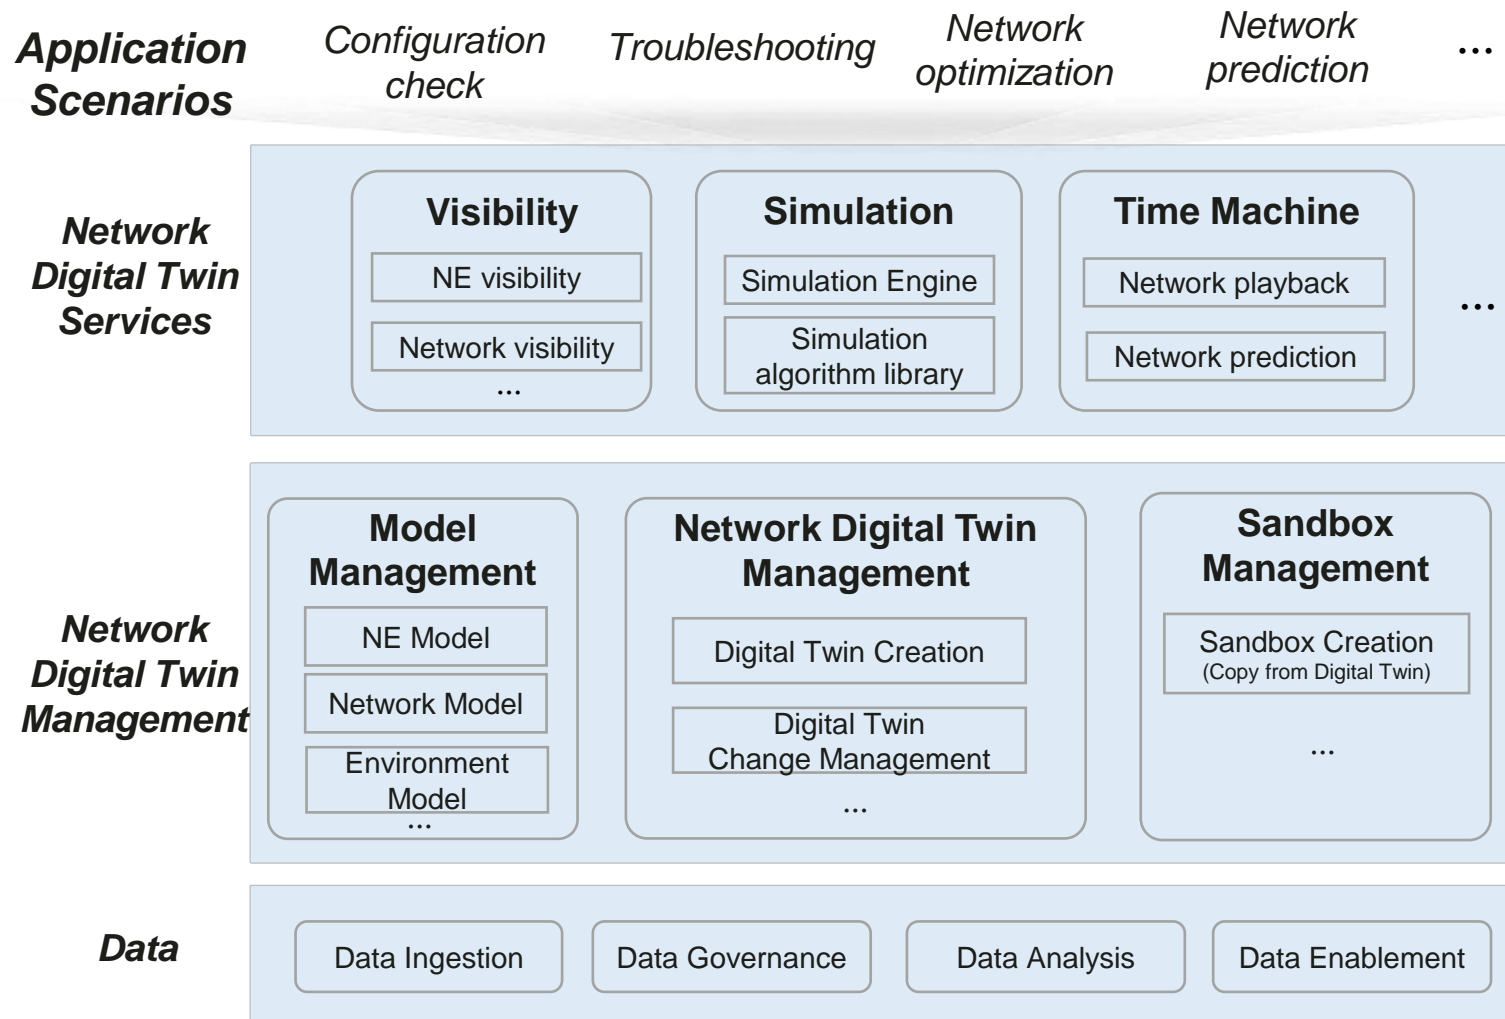 Application
Scenarios
Configuration
check
Troubleshooting
Network
optimization
Network
prediction
...
Network
Digital Twin
Services
Visibility
NE visibility
Network visibility
...
Simulation
Simulation Engine
Simulation
algorithm library
Time Machine
Network playback
Network prediction
...
Network
Digital Twin
Management
Model
Management
NE Model
Network Model
Environment
Model
...
Network Digital Twin
Management
Digital Twin Creation
Digital Twin
Change Management
...
Sandbox
Management
Sandbox Creation
(Copy from Digital Twin)
...
Data
Data Ingestion
Data Governance
Data Analysis
Data Enablement